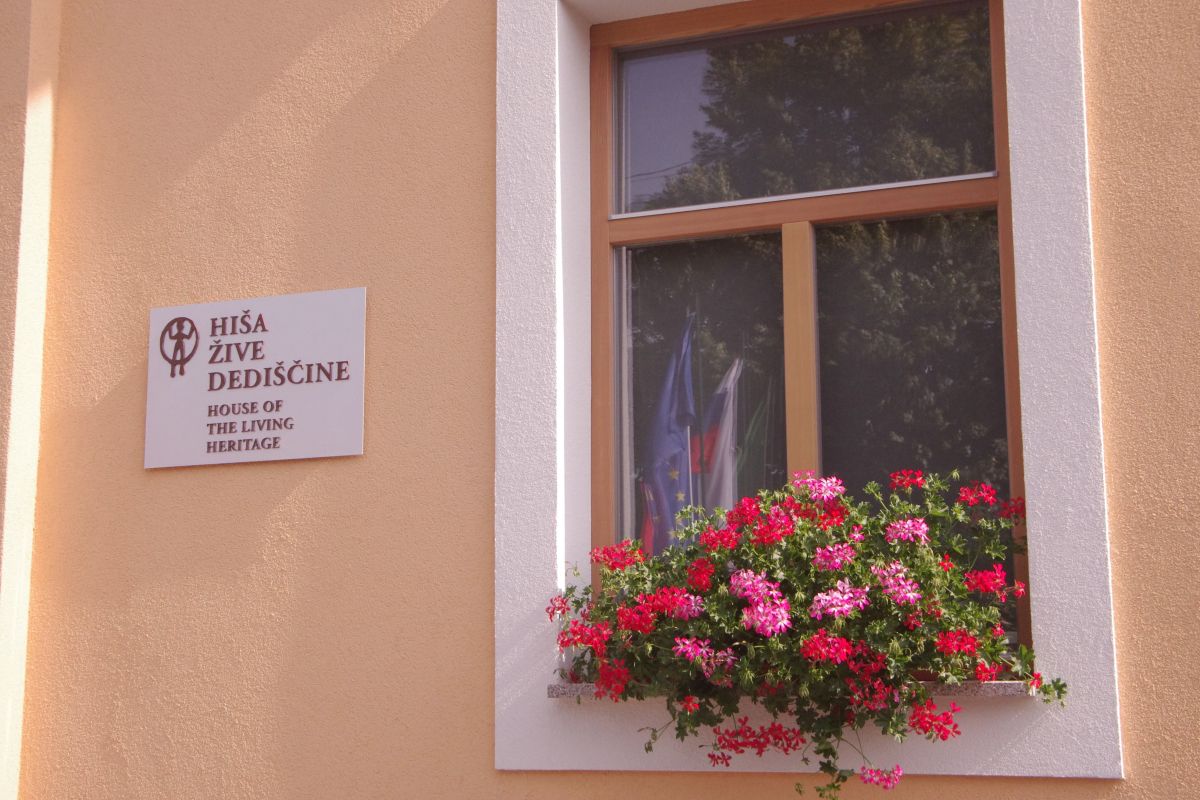 HIŠA
ŽIVE
DEDIŠČINE
HOUSE OF
THE LIVING
HERITAGE